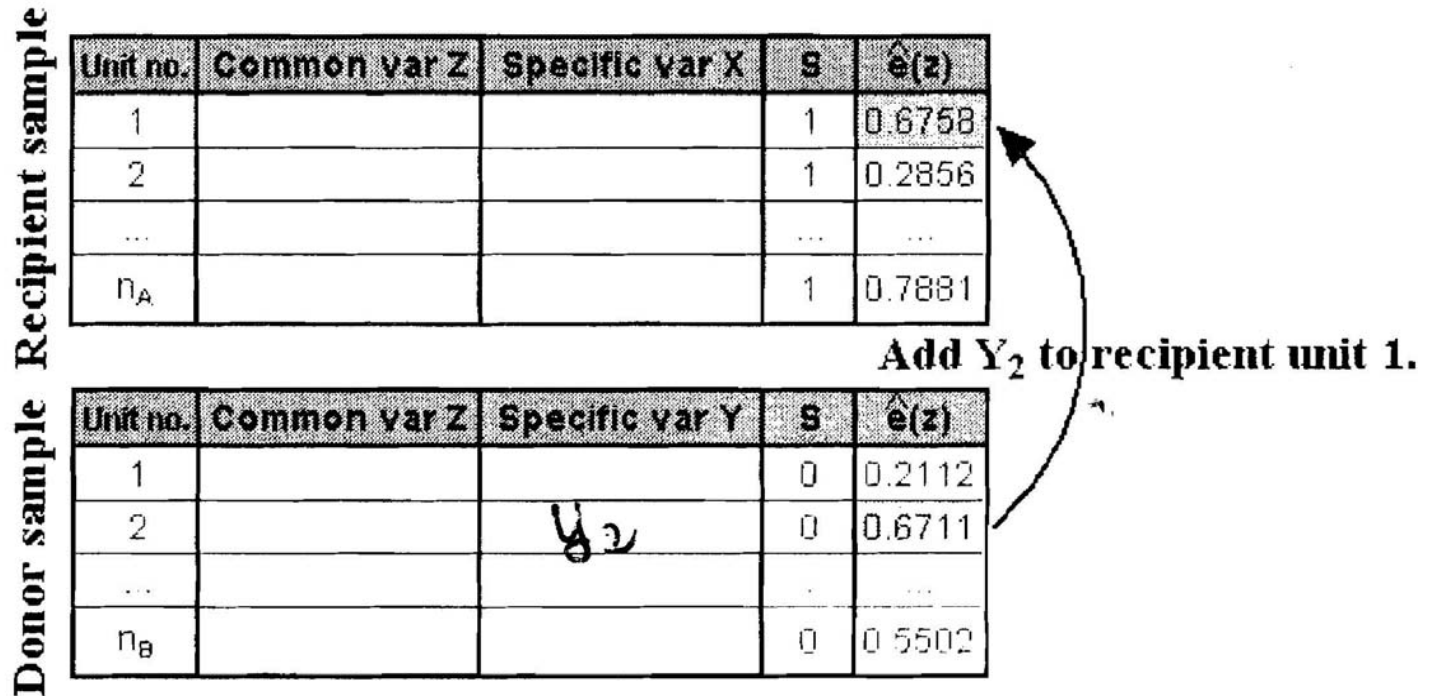 Recipient sample
Unit no. Common var Z Specific var X S ê(z)
1 1 0.6758
2 1 0.2856
... ... ...
n_A 1 0.7881
Add Y₂ to recipient unit 1.
Donor sample
Unit no. Common var Z Specific var Y S ê(z)
1 0 0.2112
2 y₂ 0 0.6711
... . ...
n_B 0 0.5502